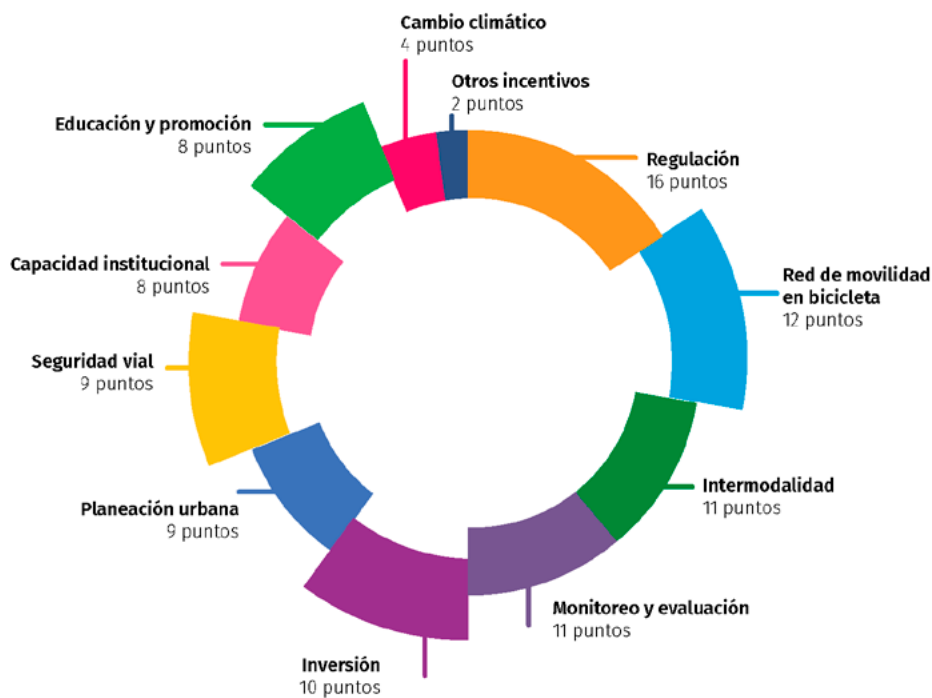 Cambio climático
4 puntos
Otros incentivos
2 puntos
Educación y promoción
8 puntos
Regulación
16 puntos
Capacidad institucional
8 puntos
Red de movilidad
en bicicleta
12 puntos
Seguridad vial
9 puntos
Intermodalidad
11 puntos
Planeación urbana
9 puntos
Monitoreo y evaluación
11 puntos
Inversión
10 puntos